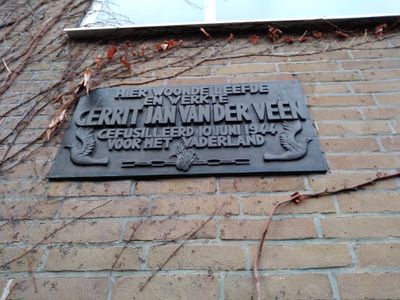 HIER WOONDE LEEFDE
EN WERKTE
GERRIT JAN VAN DER VEEN
GEFUSILLEERD 10 JUNI 1944
VOOR HET VADERLAND